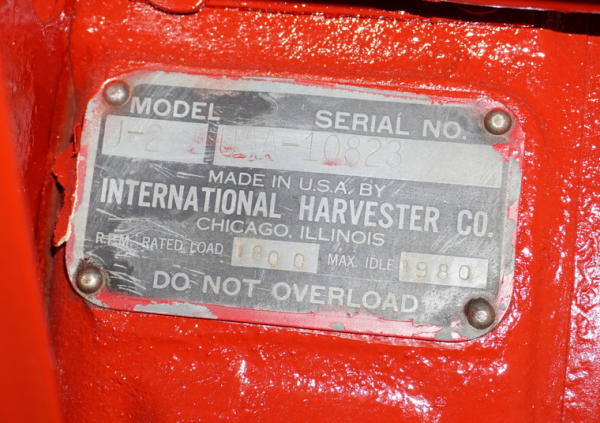 MODEL SERIAL NO.
-10823
MADE IN U.S.A. BY
INTERNATIONAL HARVESTER CO.
CHICAGO, ILLINOIS
R.P.M. RATED LOAD 1800 MAX. IDLE 1980
DO NOT OVERLOAD